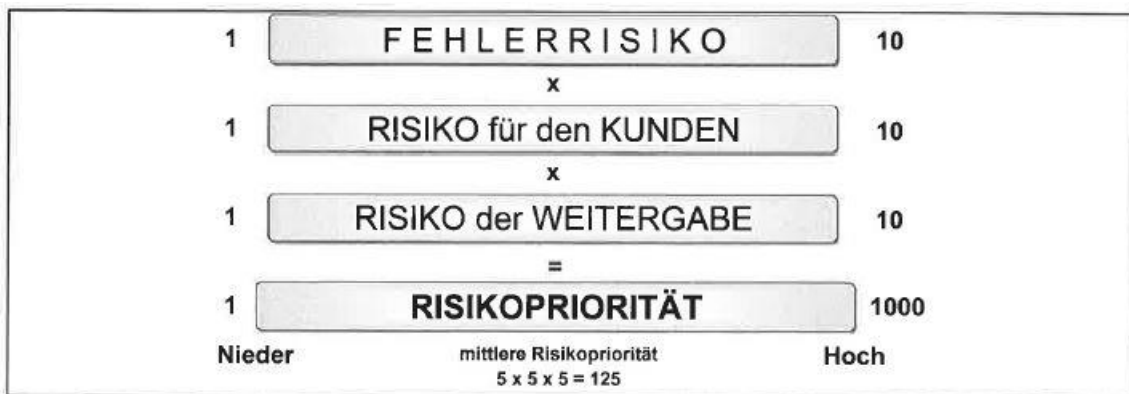 1 FEHLERRISIKO 10
x
1 RISIKO für den KUNDEN 10
x
1 RISIKO der WEITERGABE 10
=
1 RISIKOPRIORITÄT 1000
Nieder mittlere Risikopriorität Hoch
5 x 5 x 5 = 125